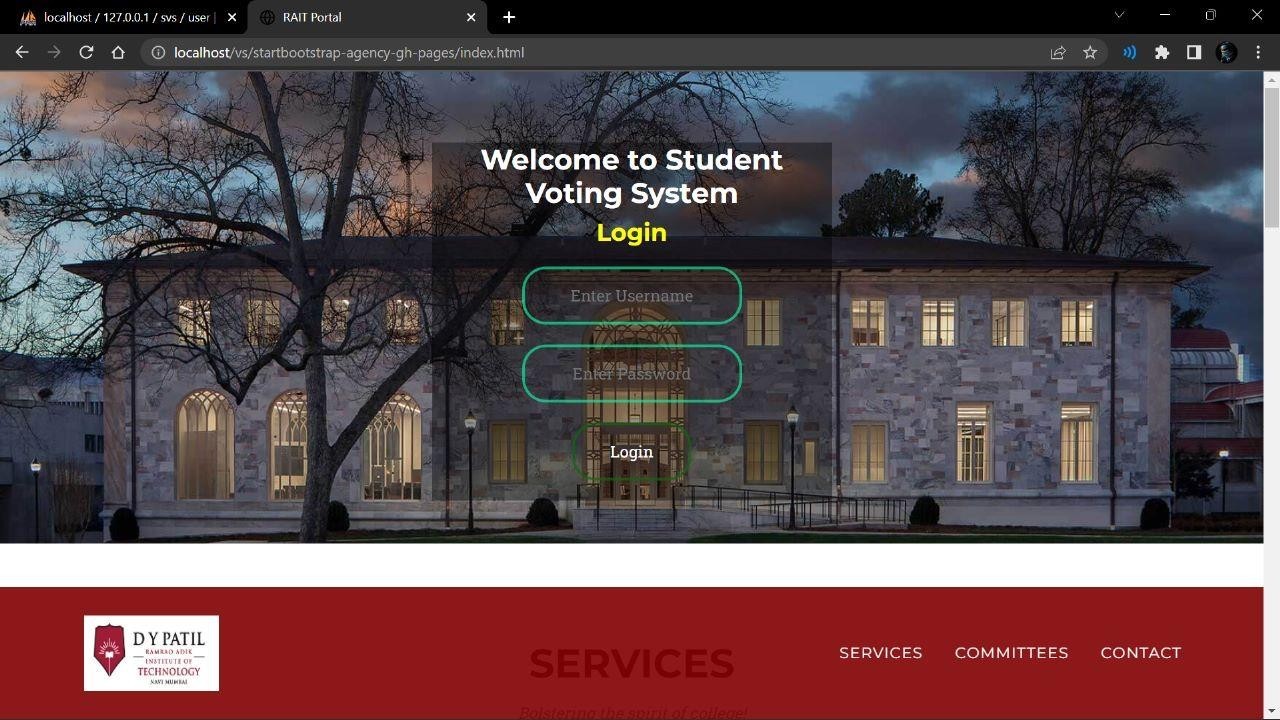 localhost / 127.0.0.1 / svs / user |
RAIT Portal
localhost/vs/startbootstrap-agency-gh-pages/index.html
Welcome to Student
Voting System
Login
Enter Username
Enter Password
Login
D Y PATIL
RAMRAO ADIK
INSTITUTE OF
TECHNOLOGY
NAVI MUMBAI
SERVICES
COMMITTEES
CONTACT
SERVICES
Bolstering the spirit of college!